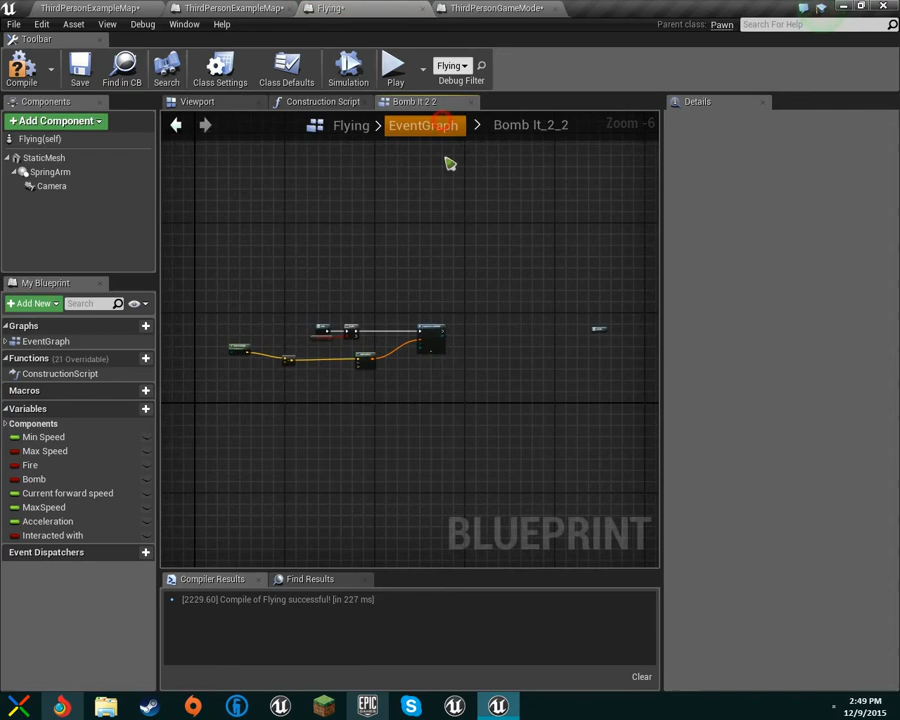 ThirdPersonExampleMap•
ThirdPersonExampleMap•
Flying•
ThirdPersonGameMode•
File Edit Asset View Debug Window Help
Parent class: Pawn
Search For Help
Toolbar
Compile
Save
Find in CB
Search
Class Settings
Class Defaults
Simulation
Play
Flying
Debug Filter
Components
+Add Component
Flying(self)
StaticMesh
SpringArm
Camera
Viewport
Construction Script
Bomb It 2 2
Flying > EventGraph > Bomb It_2_2
Zoom -6
Details
My Blueprint
+Add New
Search
Graphs
EventGraph
Functions (21 Overridable)
ConstructionScript
Macros
Variables
Components
Min Speed
Max Speed
Fire
Bomb
Current forward speed
MaxSpeed
Acceleration
Interacted with
Event Dispatchers
BLUEPRINT
Compiler Results
Find Results
• [2229.60] Compile of Flying successful! [in 227 ms]
Clear
EPIC
2:49 PM
12/9/2015